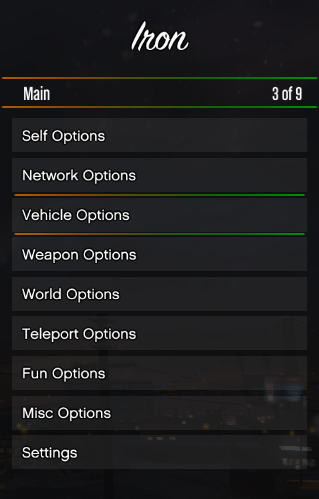 Iron
Main 3 of 9
Self Options
Network Options
Vehicle Options
Weapon Options
World Options
Teleport Options
Fun Options
Misc Options
Settings